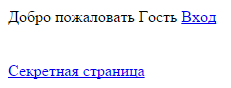 Добро пожаловать Гость Вход
Секретная страница